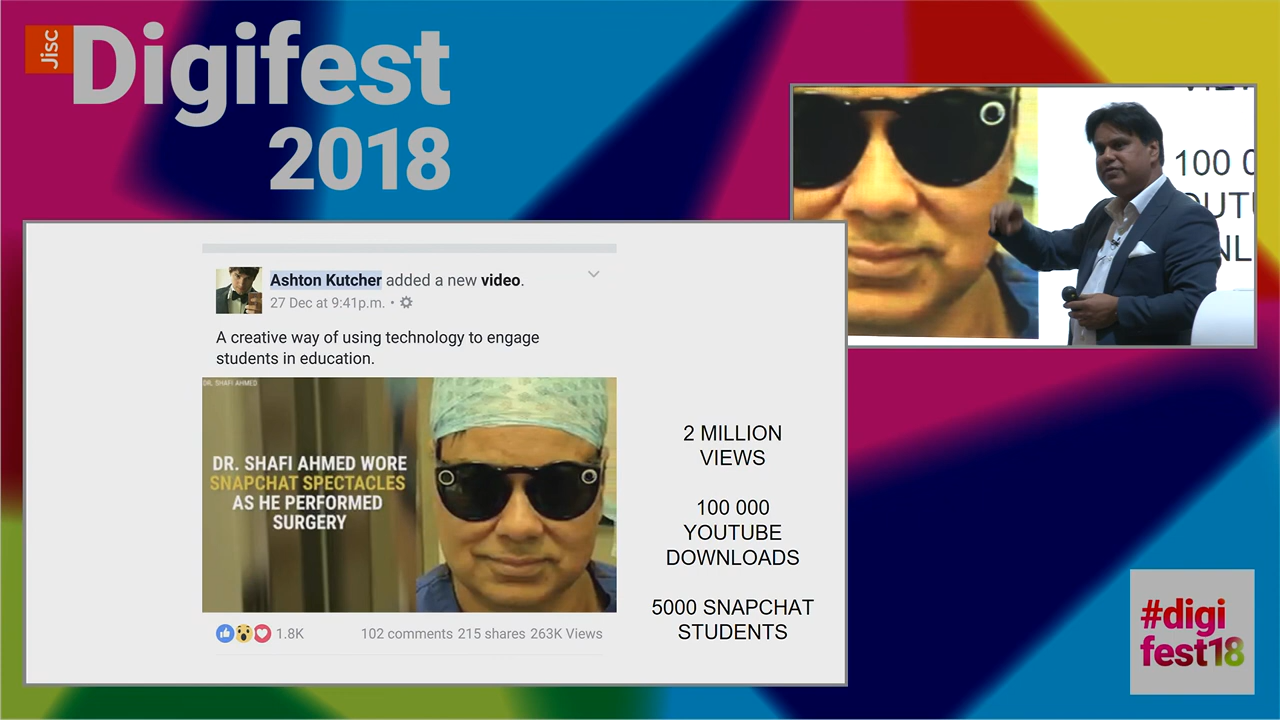 Jisc
Digifest
2018
Ashton Kutcher added a new video.
27 Dec at 9:41p.m. •
A creative way of using technology to engage
students in education.
DR. SHAFI AHMED
DR. SHAFI AHMED WORE
SNAPCHAT SPECTACLES
AS HE PERFORMED
SURGERY
1.8K
102 comments 215 shares 263K Views
2 MILLION
VIEWS
100 000
YOUTUBE
DOWNLOADS
5000 SNAPCHAT
STUDENTS
100 0
#digi
fest18